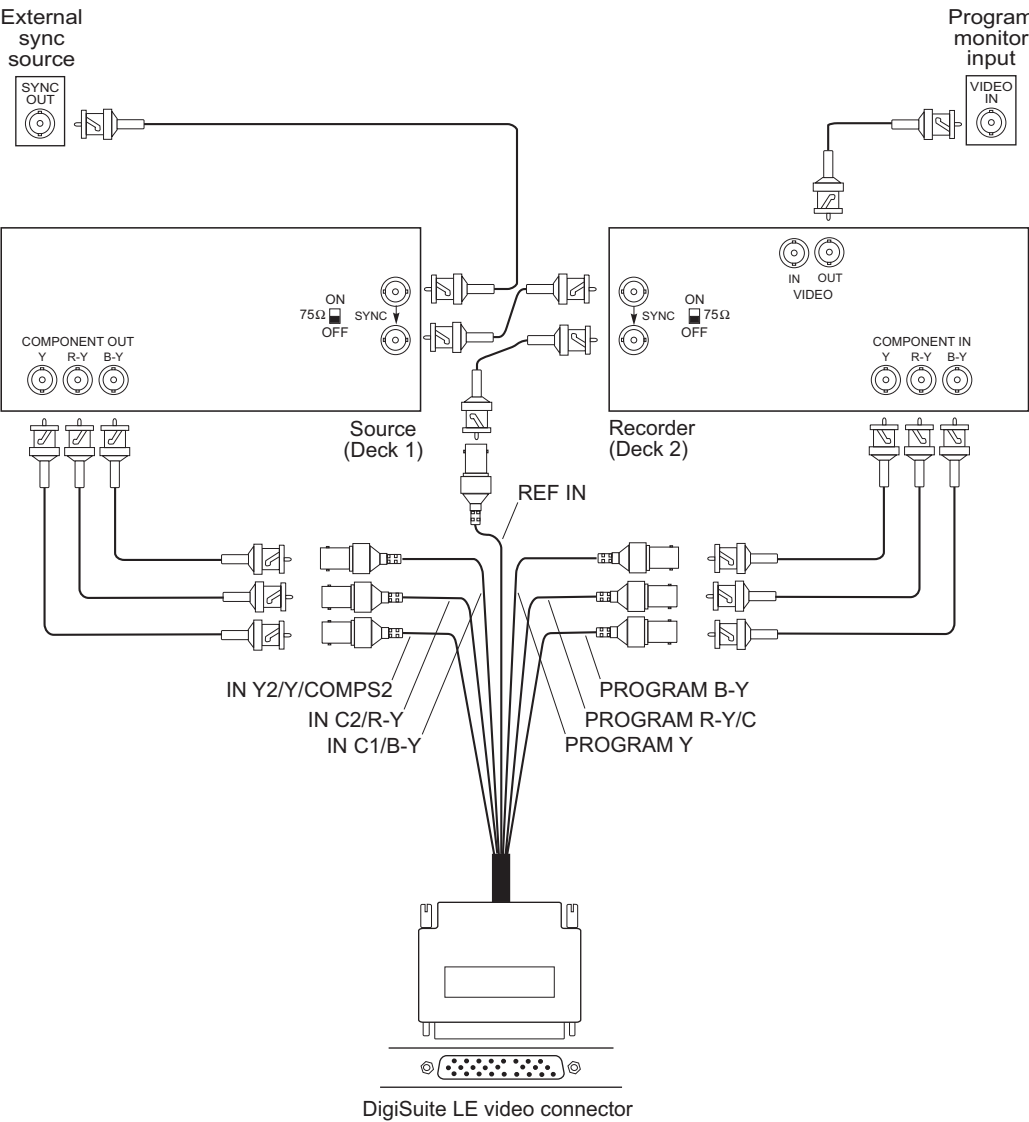 External
sync
source
SYNC
OUT
Program
monitor
input
VIDEO
IN
IN
OUT
VIDEO
ON
75Ω
OFF
SYNC
COMPONENT OUT
Y R-Y B-Y
SYNC
ON
75Ω
OFF
COMPONENT IN
Y R-Y B-Y
Source
(Deck 1)
Recorder
(Deck 2)
REF IN
IN Y2/Y/COMPS2
IN C2/R-Y
IN C1/B-Y
PROGRAM B-Y
PROGRAM R-Y/C
PROGRAM Y
DigiSuite LE video connector